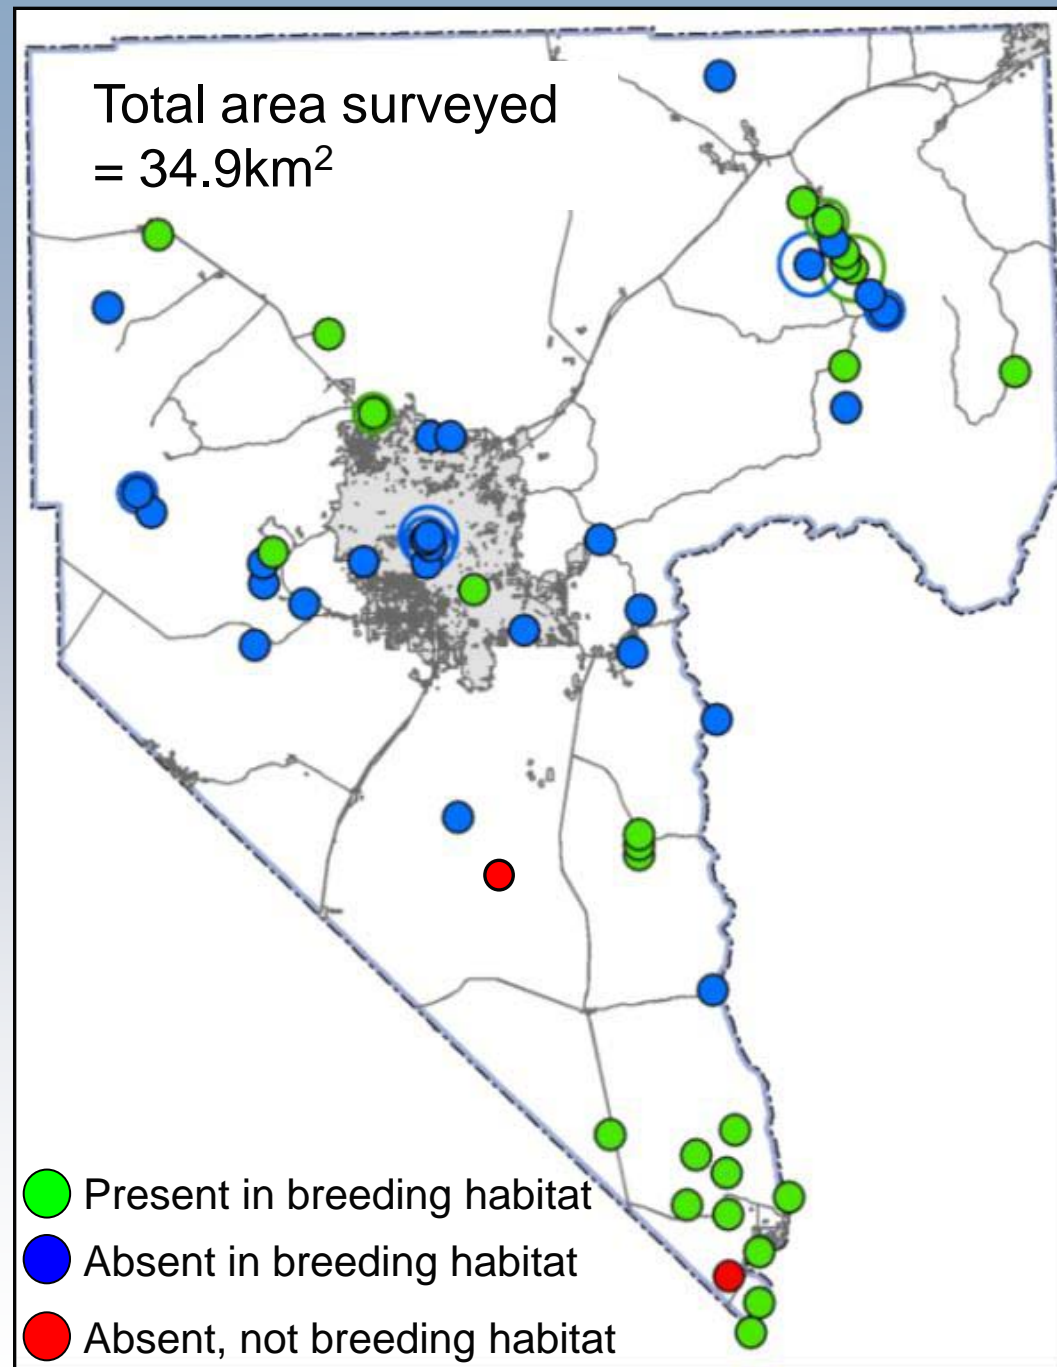 Total area surveyed
= 34.9km²
Present in breeding habitat
Absent in breeding habitat
Absent, not breeding habitat